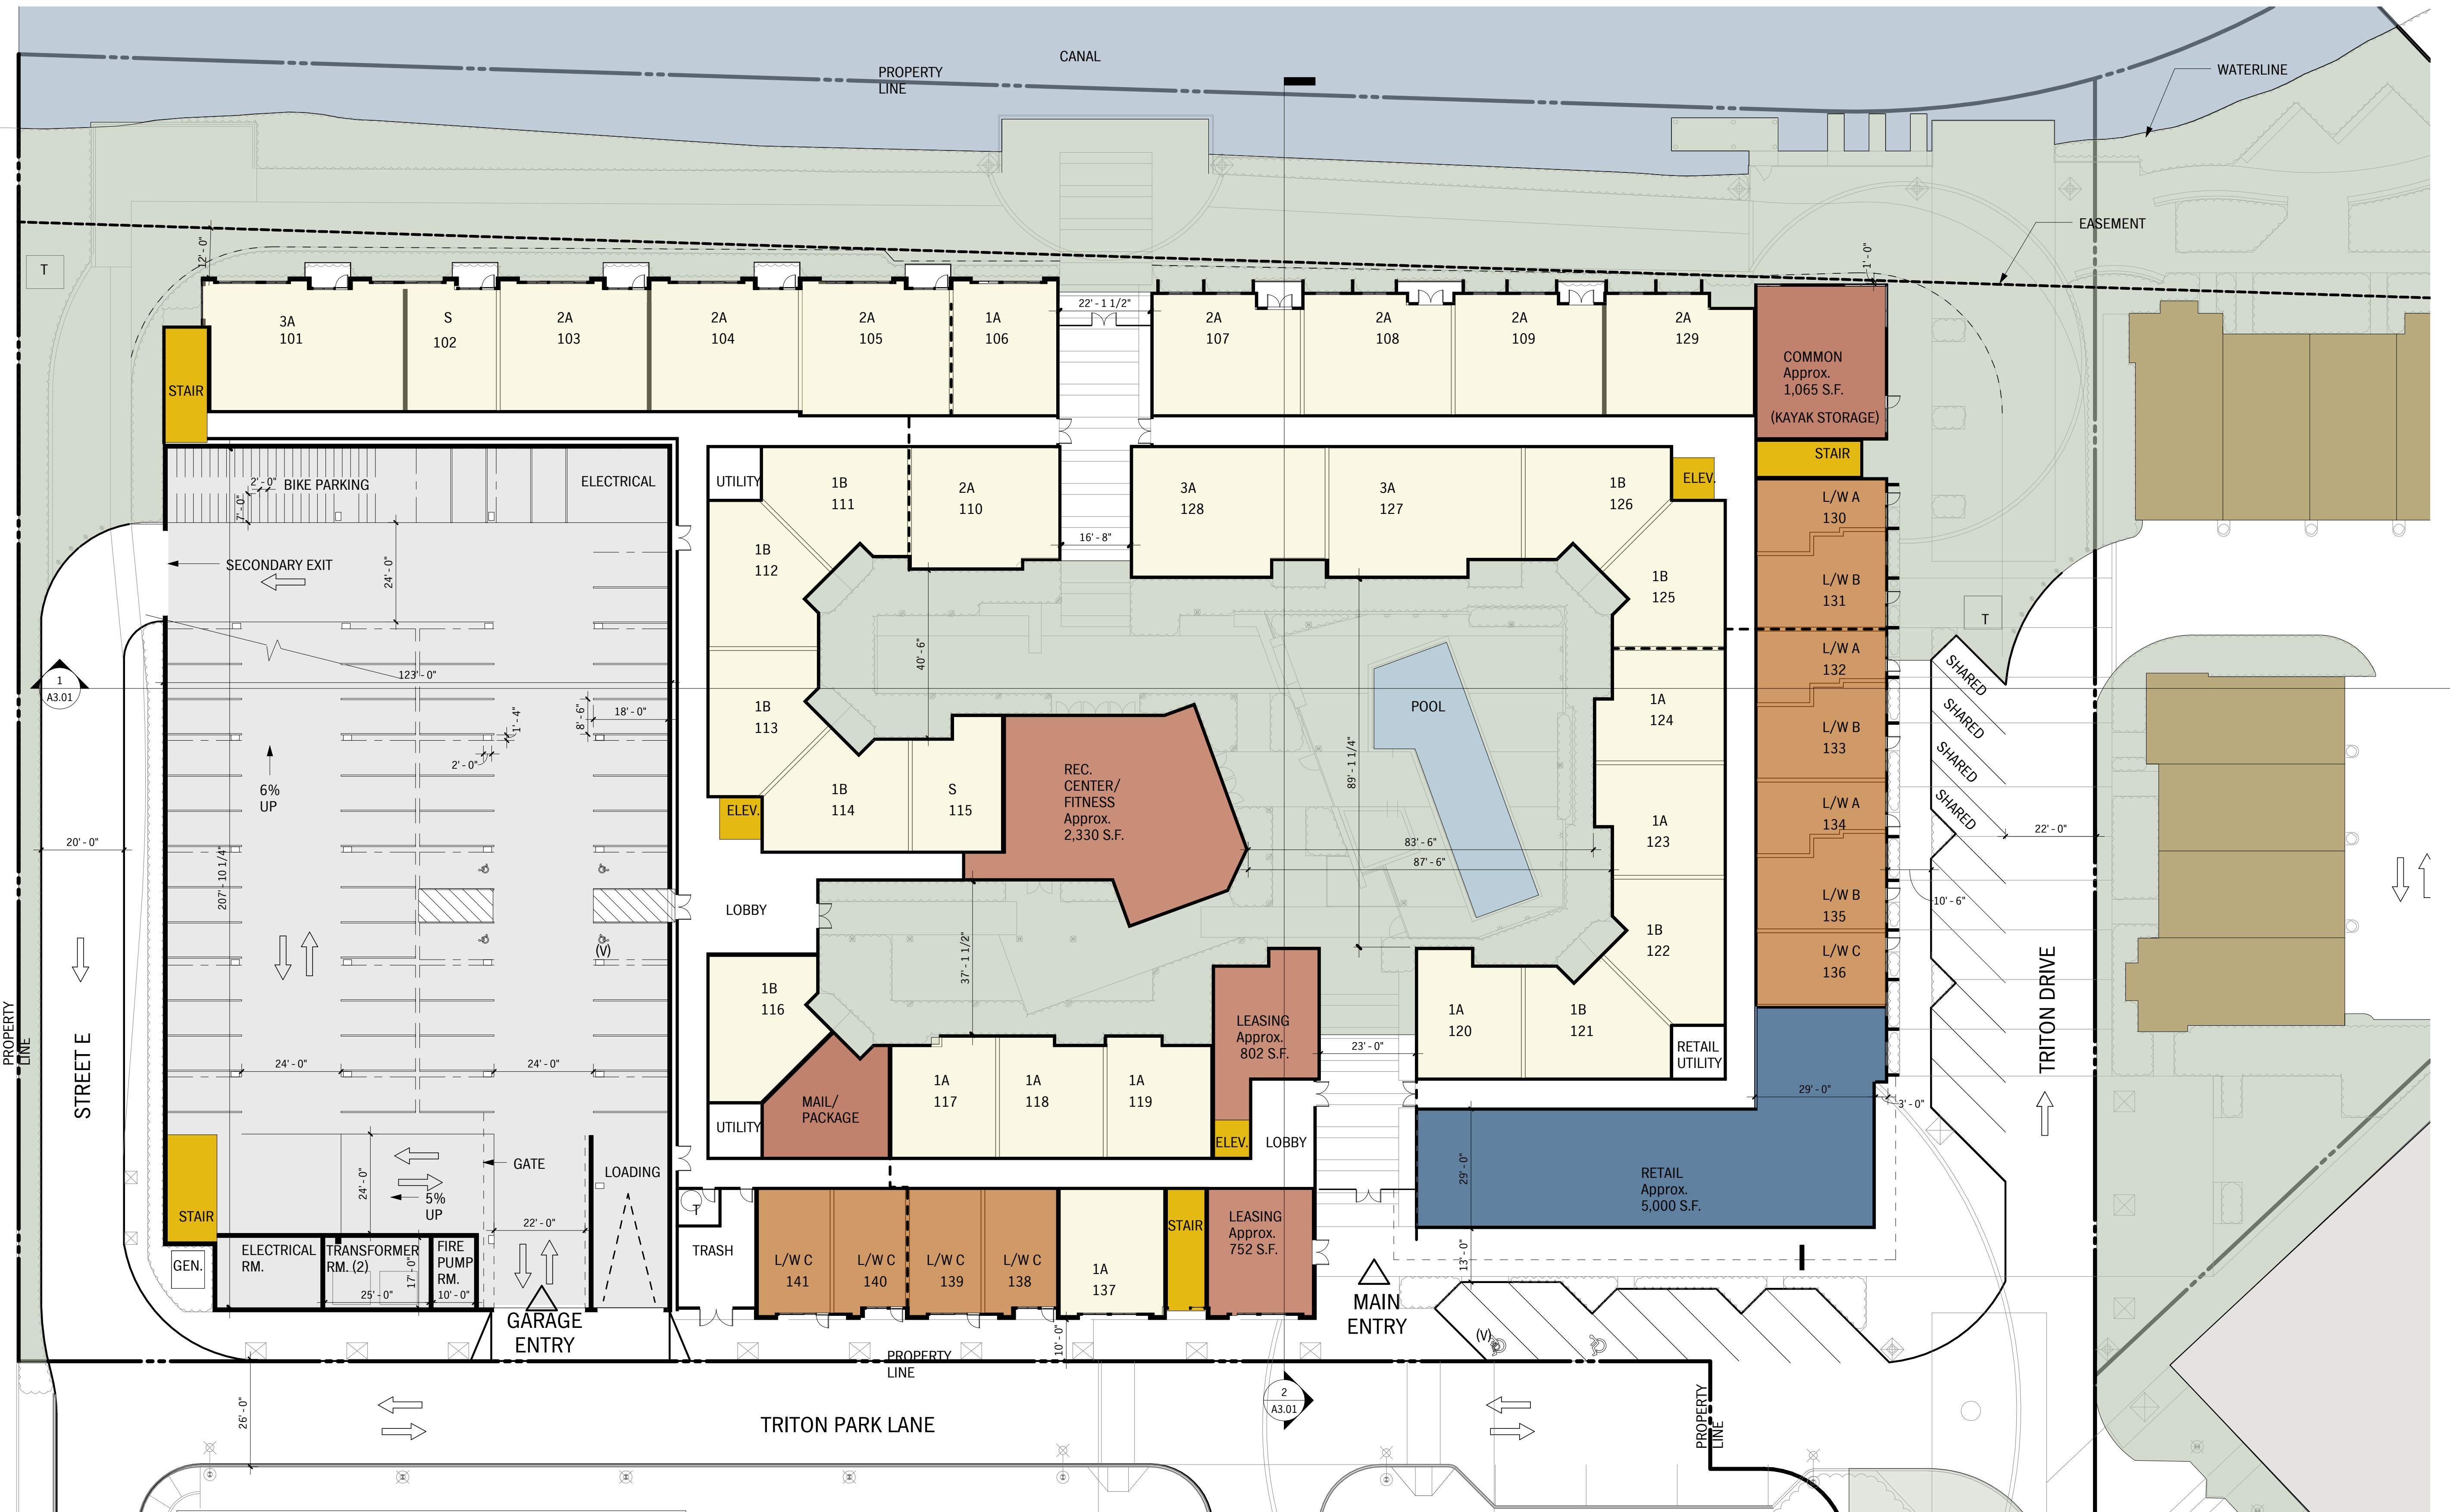 CANAL
PROPERTY
LINE
WATERLINE
EASEMENT
T
12' - 0"
1' - 0"
3A
101
S
102
2A
103
2A
104
2A
105
1A
106
22' - 1 1/2"
2A
107
2A
108
2A
109
2A
129
COMMON
Approx.
1,065 S.F.
(KAYAK STORAGE)
STAIR
STAIR
2' - 0"
BIKE PARKING
7' - 0"
ELECTRICAL
UTILITY
1B
111
2A
110
16' - 8"
3A
128
3A
127
1B
126
ELEV.
L/W A
130
SECONDARY EXIT
24' - 0"
1B
112
1B
125
L/W B
131
T
40' - 6"
L/W A
132
SHARED
SHARED
SHARED
SHARED
1
A3.01
123' - 0"
1' - 4"
8' - 6"
18' - 0"
2' - 0"
1B
113
POOL
1A
124
L/W B
133
6%
UP
REC.
CENTER/
FITNESS
Approx.
2,330 S.F.
89' - 1 1/4"
1B
114
S
115
ELEV.
1A
123
L/W A
134
22' - 0"
20' - 0"
207' - 10 1/4"
83' - 6"
87' - 6"
LOBBY
(V)
37' - 1 1/2"
1B
122
L/W B
135
10' - 6"
L/W C
136
PROPERTY
LINE
STREET E
TRITON DRIVE
1B
116
LEASING
Approx.
802 S.F.
23' - 0"
1A
120
1B
121
RETAIL
UTILITY
24' - 0"
24' - 0"
1A
117
1A
118
1A
119
MAIL/
PACKAGE
UTILITY
ELEV.
LOBBY
29' - 0"
3' - 0"
GATE
LOADING
24' - 0"
5%
UP
STAIR
22' - 0"
T
29' - 0"
RETAIL
Approx.
5,000 S.F.
STAIR
LEASING
Approx.
752 S.F.
GEN.
ELECTRICAL
RM.
TRANSFORMER
RM. (2)
FIRE
PUMP
RM.
17' - 0"
25' - 0"
10' - 0"
TRASH
L/W C
141
L/W C
140
L/W C
139
L/W C
138
1A
137
13' - 0"
MAIN
ENTRY
GARAGE
ENTRY
10' - 0"
(V)
PROPERTY
LINE
26' - 0"
TRITON PARK LANE
2
A3.01
PROPERTY
LINE